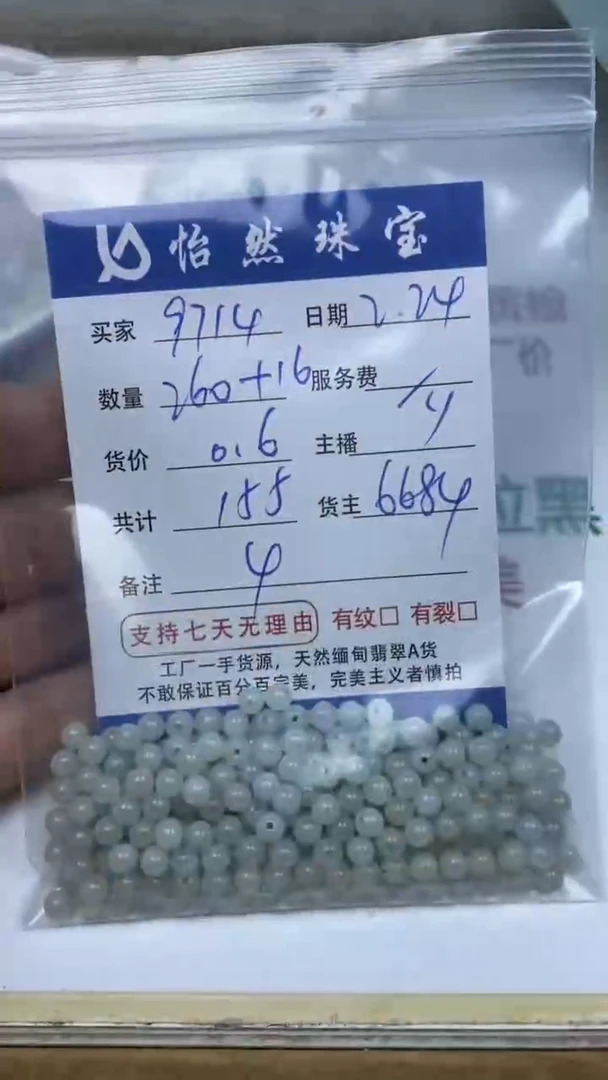 怡然珠宝
买家 9714 日期 2.24
数量 260+16 服务费 /
货价 0.6 主播 y
共计 155 货主 6684
备注 4
支持七天无理由 有纹□ 有裂□
工厂一手货源，天然缅甸翡翠A货
不敢保证百分百完美，完美主义者慎拍